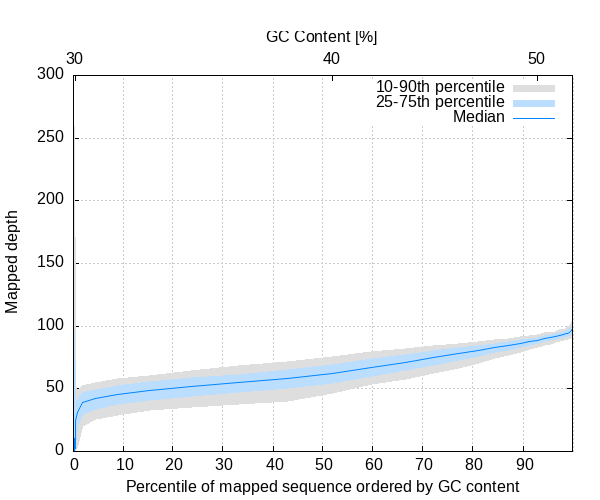 GC Content [%]
30 40 50
300
250
200
150
100
50
0
10-90th percentile
25-75th percentile
Median
Mapped depth
0 10 20 30 40 50 60 70 80 90
Percentile of mapped sequence ordered by GC content